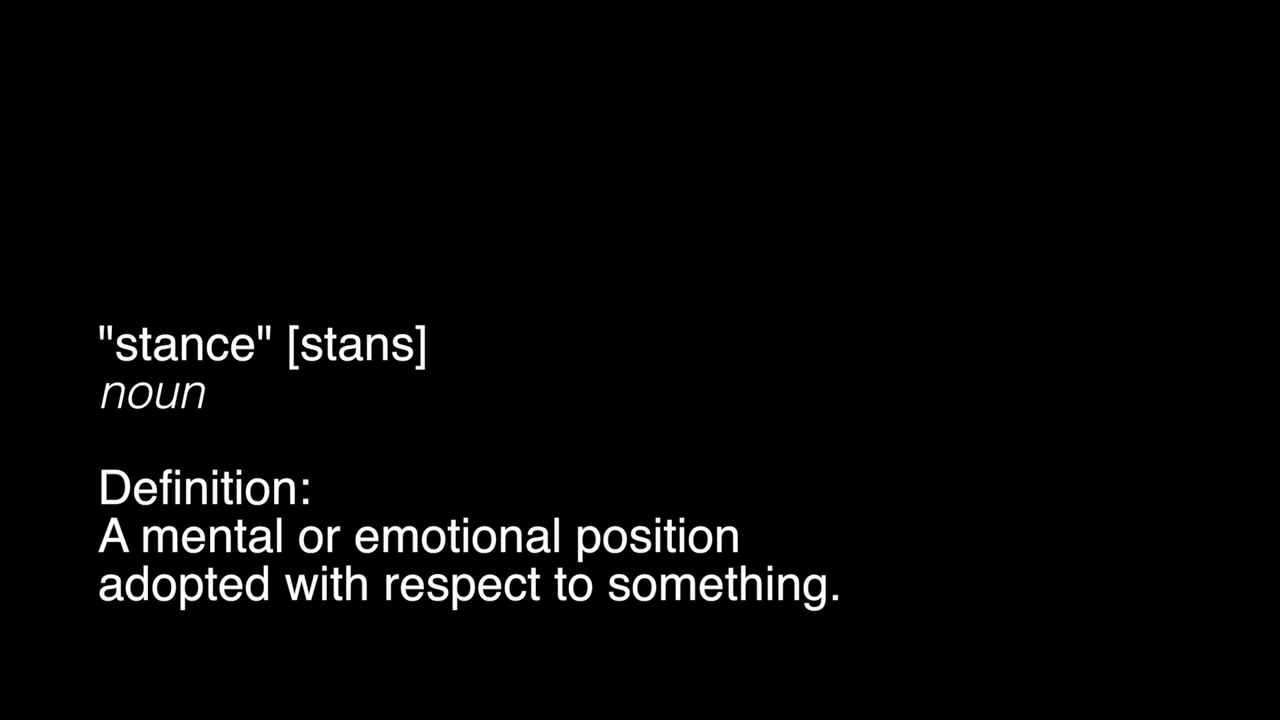 "stance" [stans]
noun
Definition:
A mental or emotional position
adopted with respect to something.